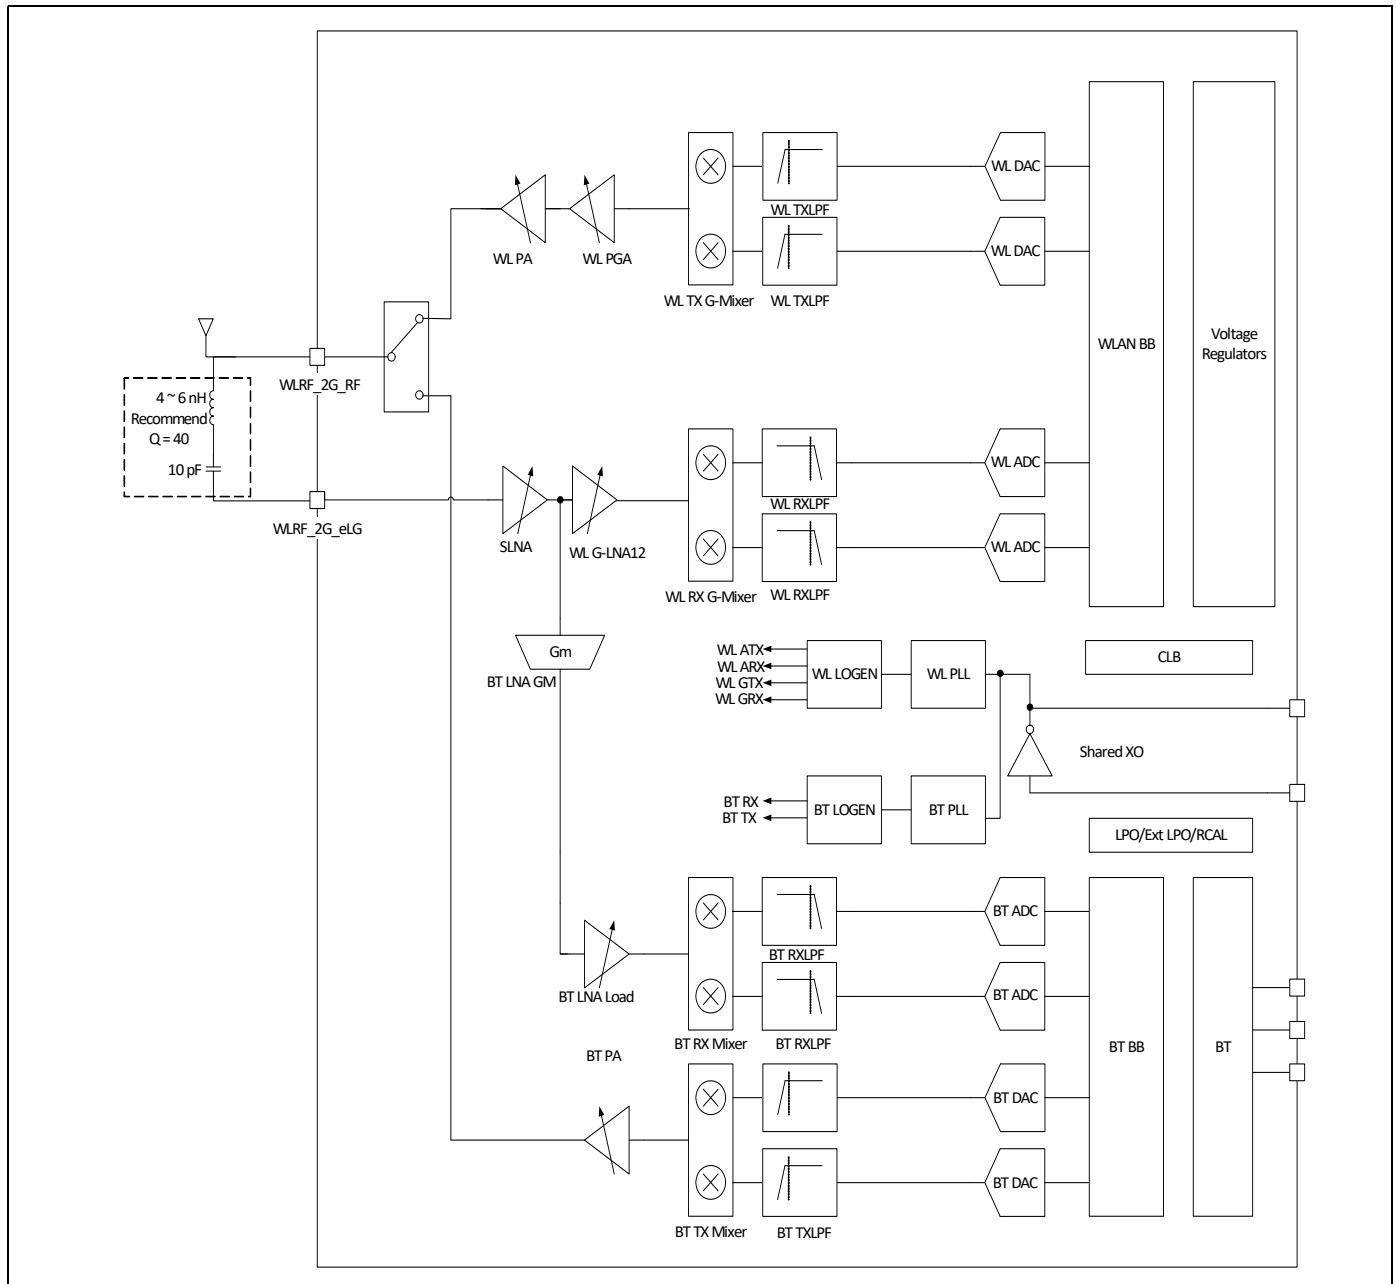 WL DAC
WL TXLPF
WL DAC
WL PA
WL PGA
WL TX G-Mixer
WL TXLPF
WLAN BB
Voltage
Regulators
WLRF_2G_RF
4 ~ 6 nH
Recommend
Q = 40
10 pF
WLRF_2G_eLG
SLNA
WL G-LNA12
WL ADC
WL RXLPF
WL ADC
WL RX G-Mixer
WL RXLPF
Gm
BT LNA GM
WL ATX
WL ARX
WL GTX
WL GRX
WL LOGEN
WL PLL
CLB
Shared XO
BT RX
BT TX
BT LOGEN
BT PLL
LPO/Ext LPO/RCAL
BT ADC
BT RXLPF
BT ADC
BT LNA Load
BT RX Mixer
BT RXLPF
BT PA
BT BB
BT
BT DAC
BT DAC
BT TX Mixer
BT TXLPF